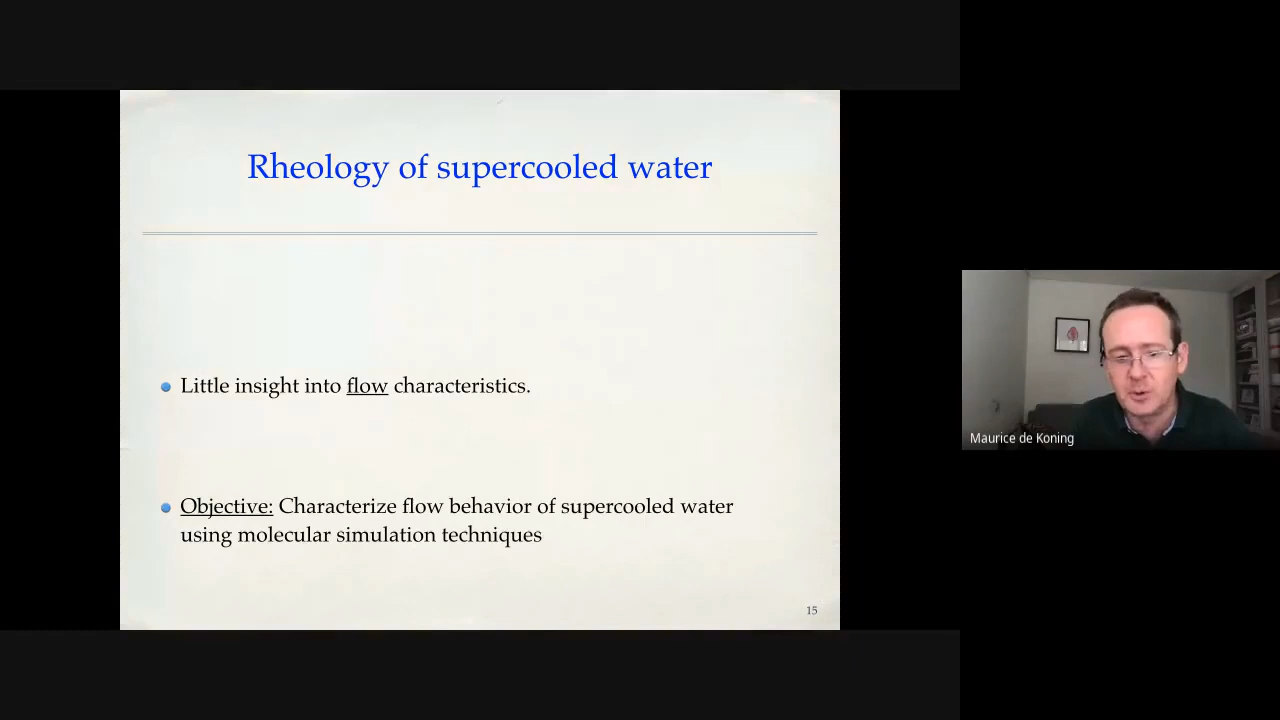 Rheology of supercooled water
Little insight into flow characteristics.
Objective: Characterize flow behavior of supercooled water
using molecular simulation techniques
15
Maurice de Koning